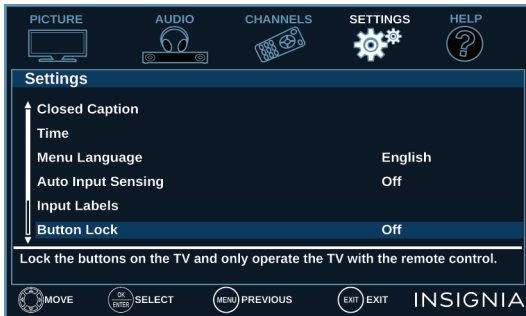 PICTURE AUDIO CHANNELS SETTINGS HELP
Settings
Closed Caption
Time
Menu Language English
Auto Input Sensing Off
Input Labels
Button Lock Off
Lock the buttons on the TV and only operate the TV with the remote control.
MOVE OK ENTER SELECT MENU PREVIOUS EXIT EXIT INSIGNIA